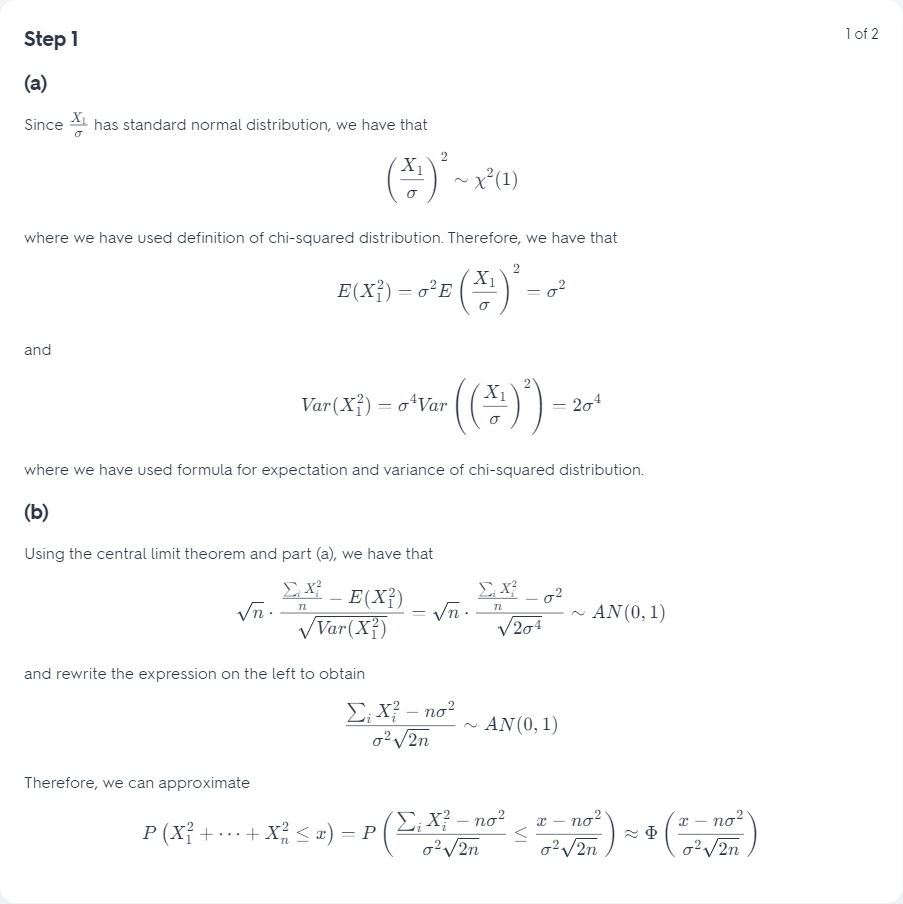 Step 1
1 of 2
(a)
Since $\frac{X_1}{\sigma}$ has standard normal distribution, we have that
$\left(\frac{X_1}{\sigma}\right)^2 \sim \chi^2(1)$
where we have used definition of chi-squared distribution. Therefore, we have that
$E(X_1^2) = \sigma^2 E\left(\frac{X_1}{\sigma}\right)^2 = \sigma^2$
and
$Var(X_1^2) = \sigma^4 Var\left(\left(\frac{X_1}{\sigma}\right)^2\right) = 2\sigma^4$
where we have used formula for expectation and variance of chi-squared distribution.
(b)
Using the central limit theorem and part (a), we have that
$\sqrt{n} \cdot \frac{\frac{\sum_i X_i^2}{n} - E(X_1^2)}{\sqrt{Var(X_1^2)}} = \sqrt{n} \cdot \frac{\frac{\sum_i X_i^2}{n} - \sigma^2}{\sqrt{2\sigma^4}} \sim AN(0, 1)$
and rewrite the expression on the left to obtain
$\frac{\sum_i X_i^2 - n\sigma^2}{\sigma^2\sqrt{2n}} \sim AN(0, 1)$
Therefore, we can approximate
$P\left(X_1^2 + \cdots + X_n^2 \leq x\right) = P\left(\frac{\sum_i X_i^2 - n\sigma^2}{\sigma^2\sqrt{2n}} \leq \frac{x - n\sigma^2}{\sigma^2\sqrt{2n}}\right) \approx \Phi\left(\frac{x - n\sigma^2}{\sigma^2\sqrt{2n}}\right)$